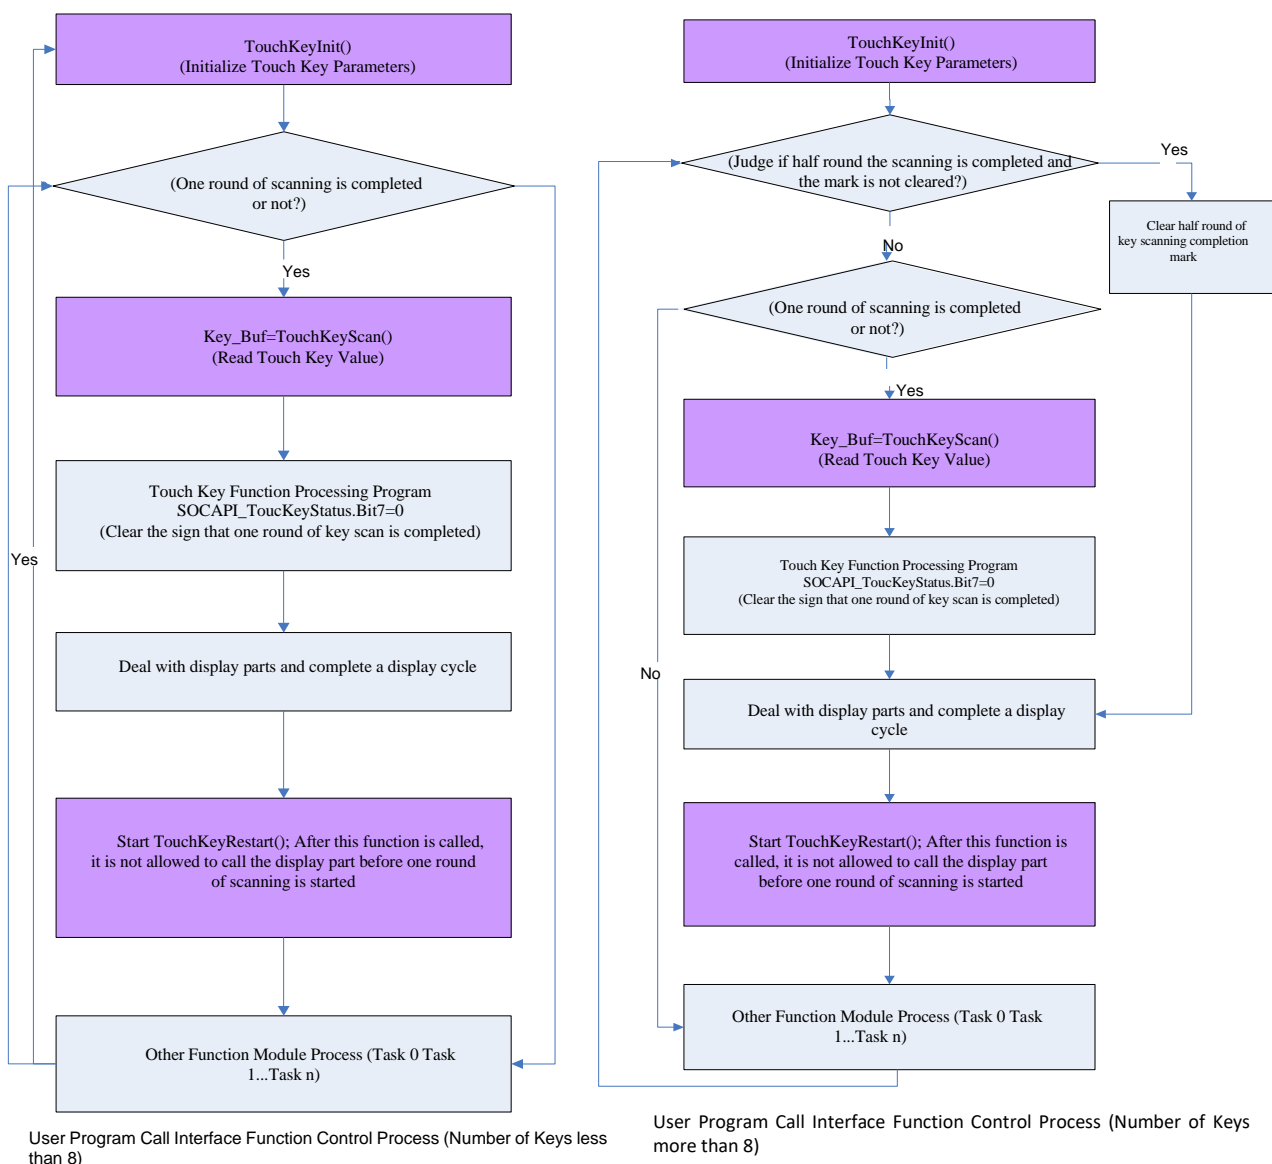 TouchKeyInit()
(Initialize Touch Key Parameters)
(One round of scanning is completed
or not?)
Yes
Key_Buf=TouchKeyScan()
(Read Touch Key Value)
Touch Key Function Processing Program
SOCAPI_ToucKeyStatus.Bit7=0
(Clear the sign that one round of key scan is completed)
Yes
Deal with display parts and complete a display cycle
Start TouchKeyRestart(); After this function is called,
it is not allowed to call the display part before one round
of scanning is started
Other Function Module Process (Task 0 Task
1...Task n)
User Program Call Interface Function Control Process (Number of Keys less
than 8)
TouchKeyInit()
(Initialize Touch Key Parameters)
(Judge if half round the scanning is completed and
the mark is not cleared?)
Yes
Clear half round of
key scanning completion
mark
No
(One round of scanning is completed
or not?)
Yes
Key_Buf=TouchKeyScan()
(Read Touch Key Value)
Touch Key Function Processing Program
SOCAPI_ToucKeyStatus.Bit7=0
(Clear the sign that one round of key scan is completed)
No
Deal with display parts and complete a display
cycle
Start TouchKeyRestart(); After this function is
called, it is not allowed to call the display part
before one round of scanning is started
Other Function Module Process (Task 0 Task
1...Task n)
User Program Call Interface Function Control Process (Number of Keys
more than 8)